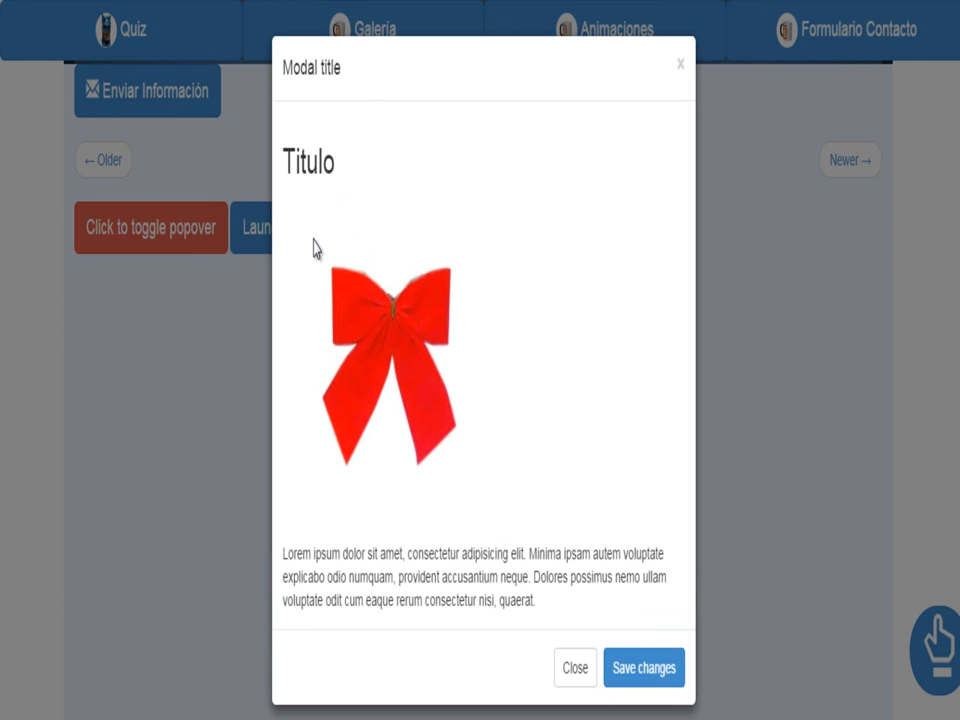 Quiz
Galería
Animaciones
Formulario Contacto
Modal title
x
Enviar Información
← Older
Newer →
Titulo
Click to toggle popover
Laun
Lorem ipsum dolor sit amet, consectetur adipisicing elit. Minima ipsam autem voluptate
explicabo odio numquam, provident accusantium neque. Dolores possimus nemo ullam
voluptate odit cum eaque rerum consectetur nisi, quaerat.
Close
Save changes